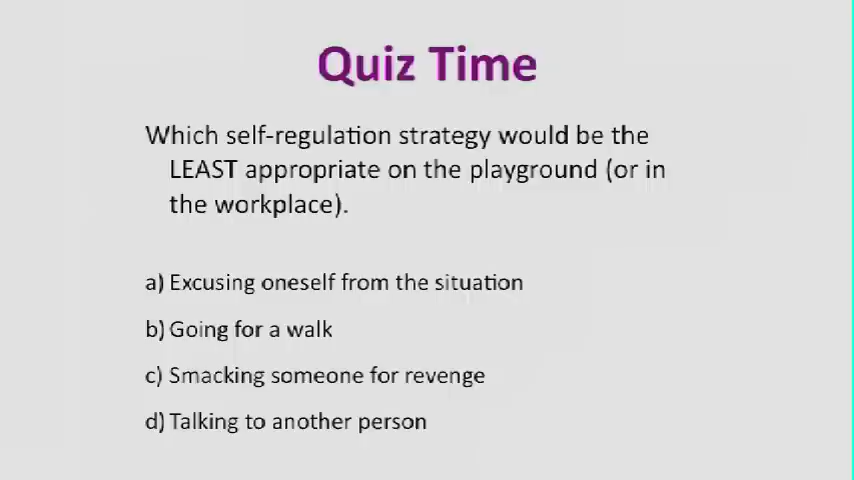 Quiz Time
Which self-regulation strategy would be the
LEAST appropriate on the playground (or in
the workplace).
a) Excusing oneself from the situation
b) Going for a walk
c) Smacking someone for revenge
d) Talking to another person